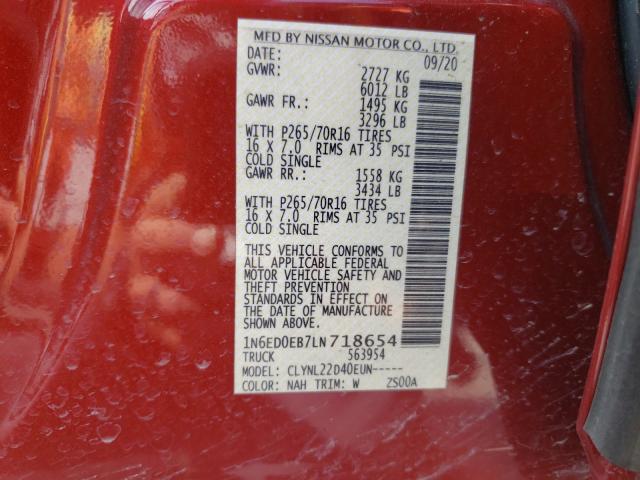 MFD BY NISSAN MOTOR CO., LTD.
DATE: 09/20
GVWR: 2727 KG
6012 LB
GAWR FR.: 1495 KG
3296 LB
WITH P265/70R16 TIRES
16 X 7.0 RIMS AT 35 PSI
COLD SINGLE
GAWR RR.: 1558 KG
3434 LB
WITH P265/70R16 TIRES
16 X 7.0 RIMS AT 35 PSI
COLD SINGLE
THIS VEHICLE CONFORMS TO
ALL APPLICABLE FEDERAL
MOTOR VEHICLE SAFETY AND
THEFT PREVENTION
STANDARDS IN EFFECT ON
THE DATE OF MANUFACTURE
SHOWN ABOVE.
1N6ED0EB7LN718654
TRUCK 563954
MODEL: CLYNL22D40EUN-----
COLOR: NAH TRIM: W ZS00A